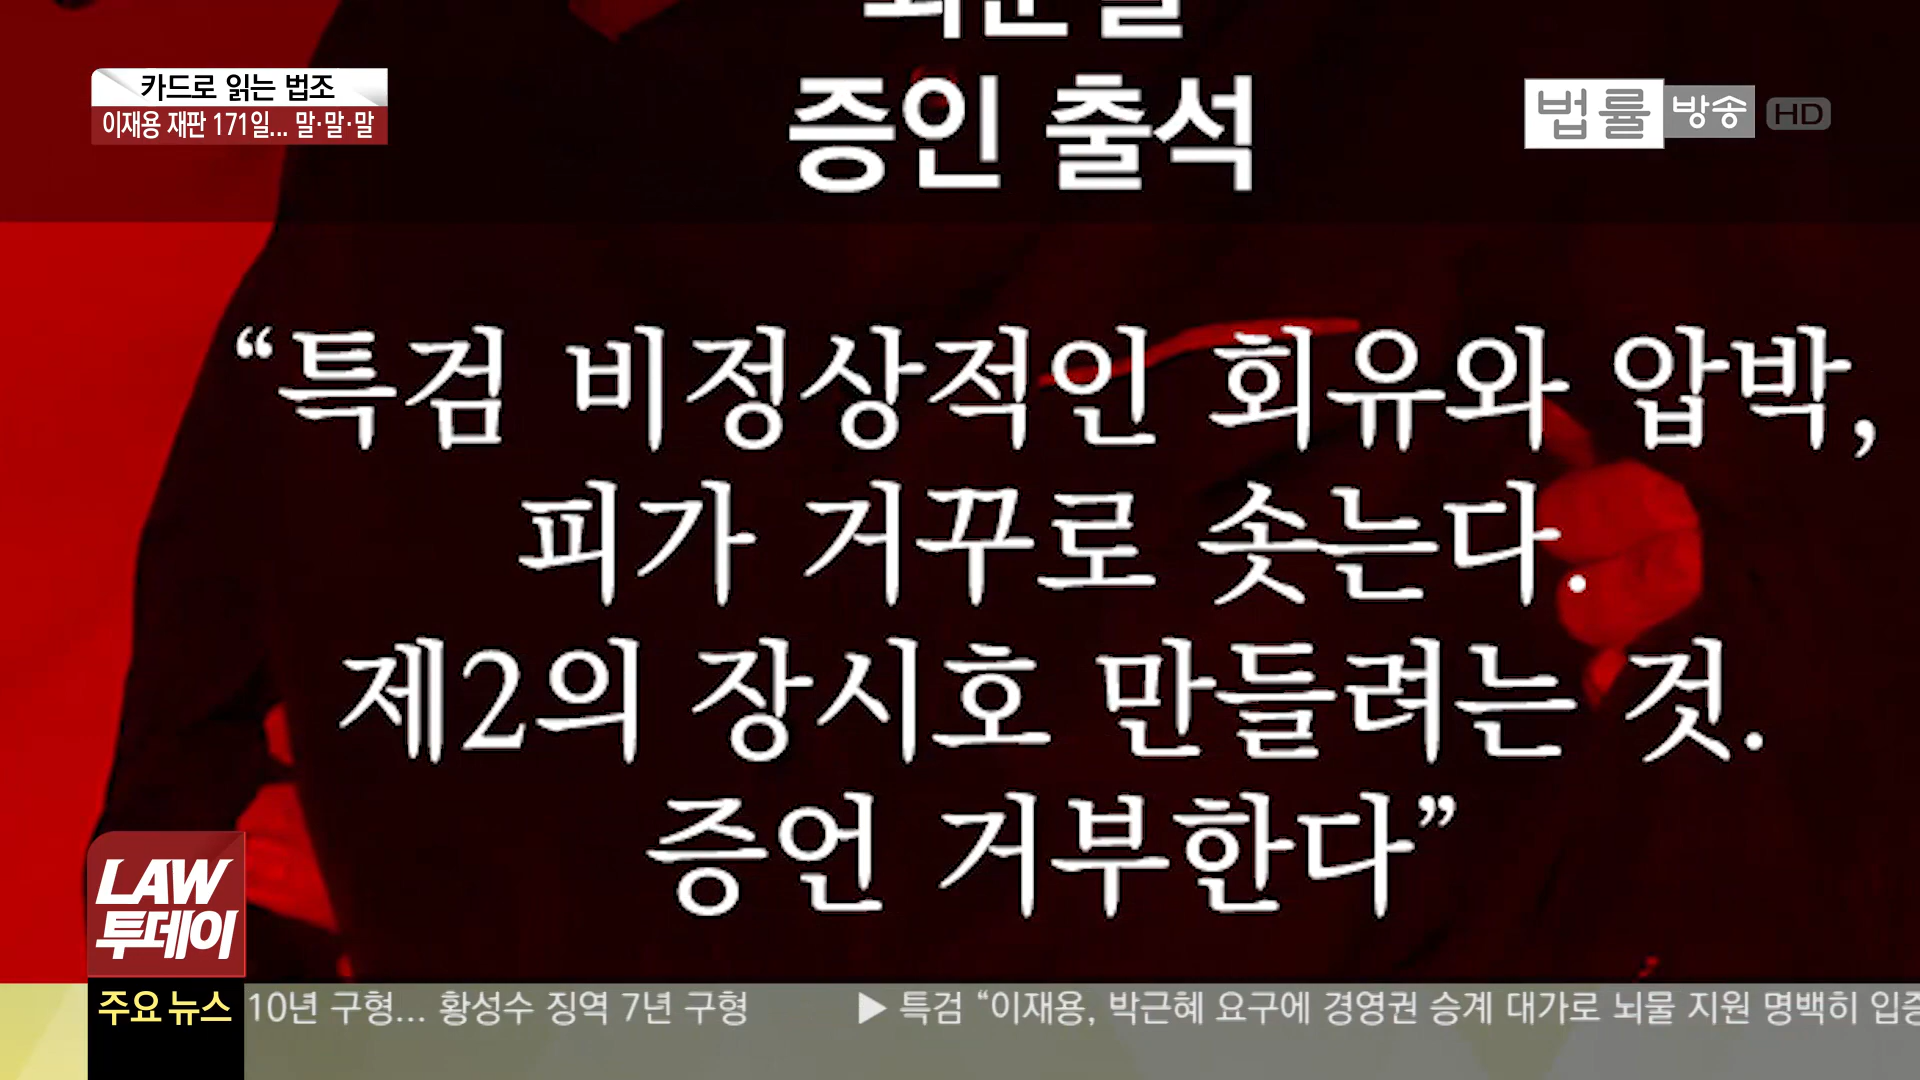 카드로 읽는 법조
이재용 재판 171일... 말·말·말
법률방송 HD
증인 출석
“특검 비정상적인 회유와 압박,
피가 거꾸로 솟는다.
제2의 장시호 만들려는 것.
증언 거부한다”
LAW
투데이
주요뉴스 10년 구형... 황성수 징역 7년 구형 ▶ 특검 “이재용, 박근혜 요구에 경영권 승계 대가로 뇌물 지원 명백히 입증